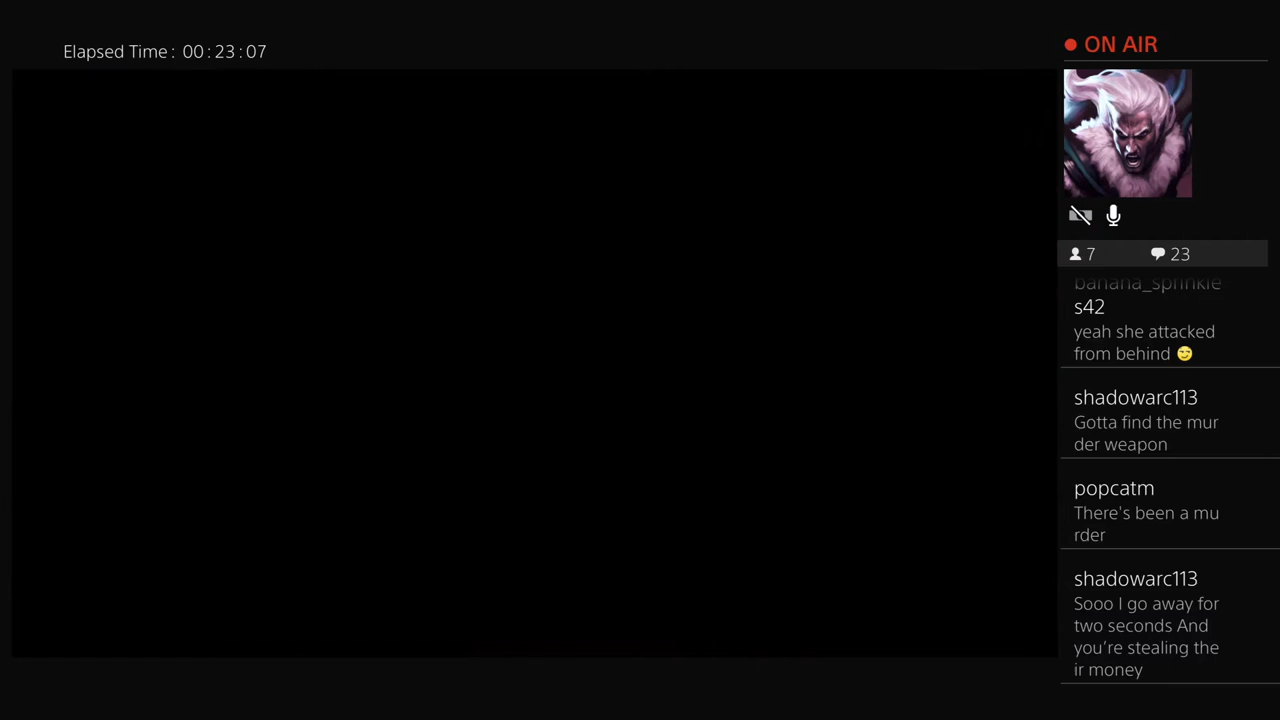 Elapsed Time: 00:23:07
ON AIR
7 23
banana_sprinkle
s42
yeah she attacked
from behind 😏
shadowarc113
Gotta find the mur
der weapon
popcatm
There's been a mu
rder
shadowarc113
Sooo I go away for
two seconds And
you’re stealing the
ir money